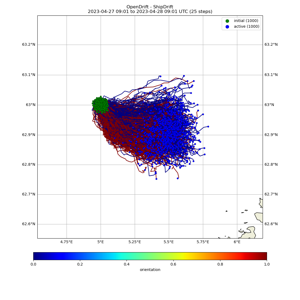 OpenDrift - ShipDrift
2023-04-27 09:01 to 2023-04-28 09:01 UTC (25 steps)
initial (1000)
active (1000)
63.2°N 63.2°N
63.1°N 63.1°N
63°N 63°N
62.9°N 62.9°N
62.8°N 62.8°N
62.7°N 62.7°N
62.6°N 62.6°N
4.75°E 5°E 5.25°E 5.5°E 5.75°E 6°E
0.0 0.2 0.4 0.6 0.8 1.0
orientation